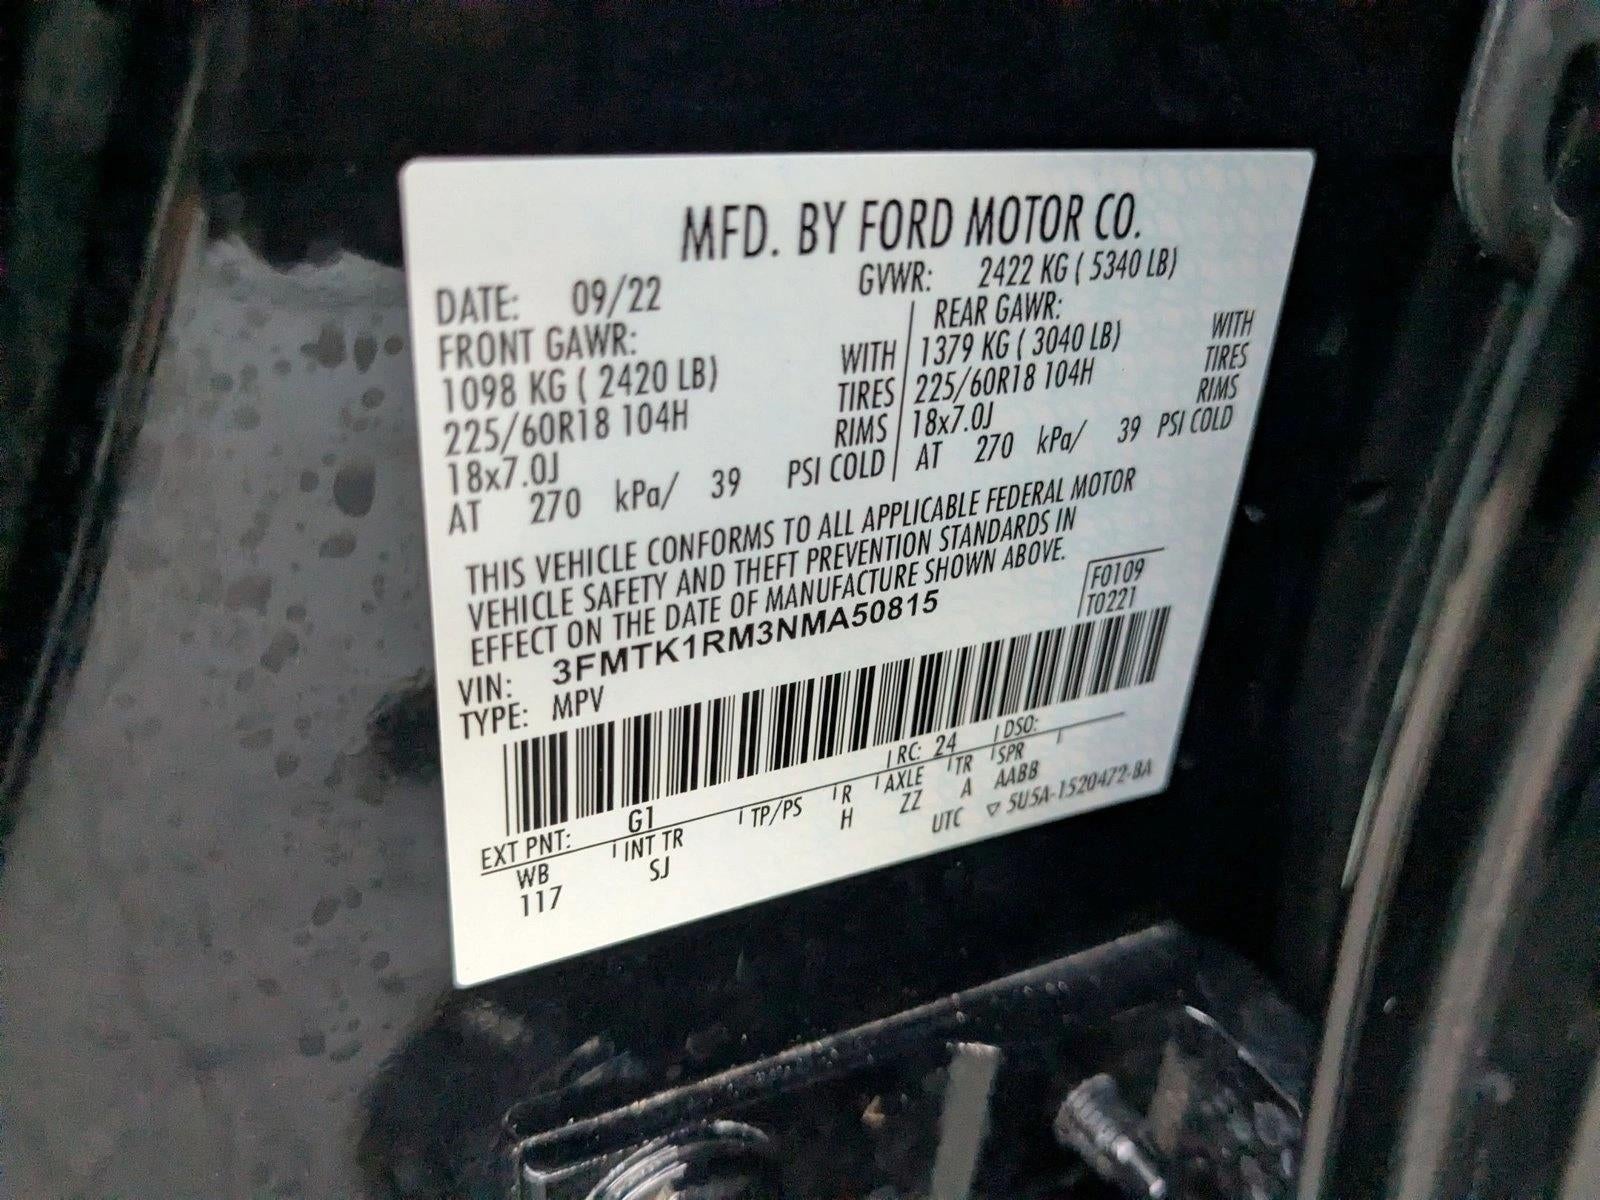 MFD. BY FORD MOTOR CO.
DATE: 09/22 GVWR: 2422 KG ( 5340 LB)
FRONT GAWR: REAR GAWR:
1098 KG ( 2420 LB) WITH 1379 KG ( 3040 LB) WITH
225/60R18 104H TIRES 225/60R18 104H TIRES
18x7.0J RIMS 18x7.0J RIMS
AT 270 kPa/ 39 PSI COLD AT 270 kPa/ 39 PSI COLD
THIS VEHICLE CONFORMS TO ALL APPLICABLE FEDERAL MOTOR
VEHICLE SAFETY AND THEFT PREVENTION STANDARDS IN
EFFECT ON THE DATE OF MANUFACTURE SHOWN ABOVE.
F0109
T0221
VIN: 3FMTK1RM3NMA50815
TYPE: MPV
EXT PNT: G1 RC: 24 DSO:
WB INT TR TP/PS R AXLE TR SPR
117 SJ H ZZ A AABB
UTC ▽ 5U5A-1520472-BA